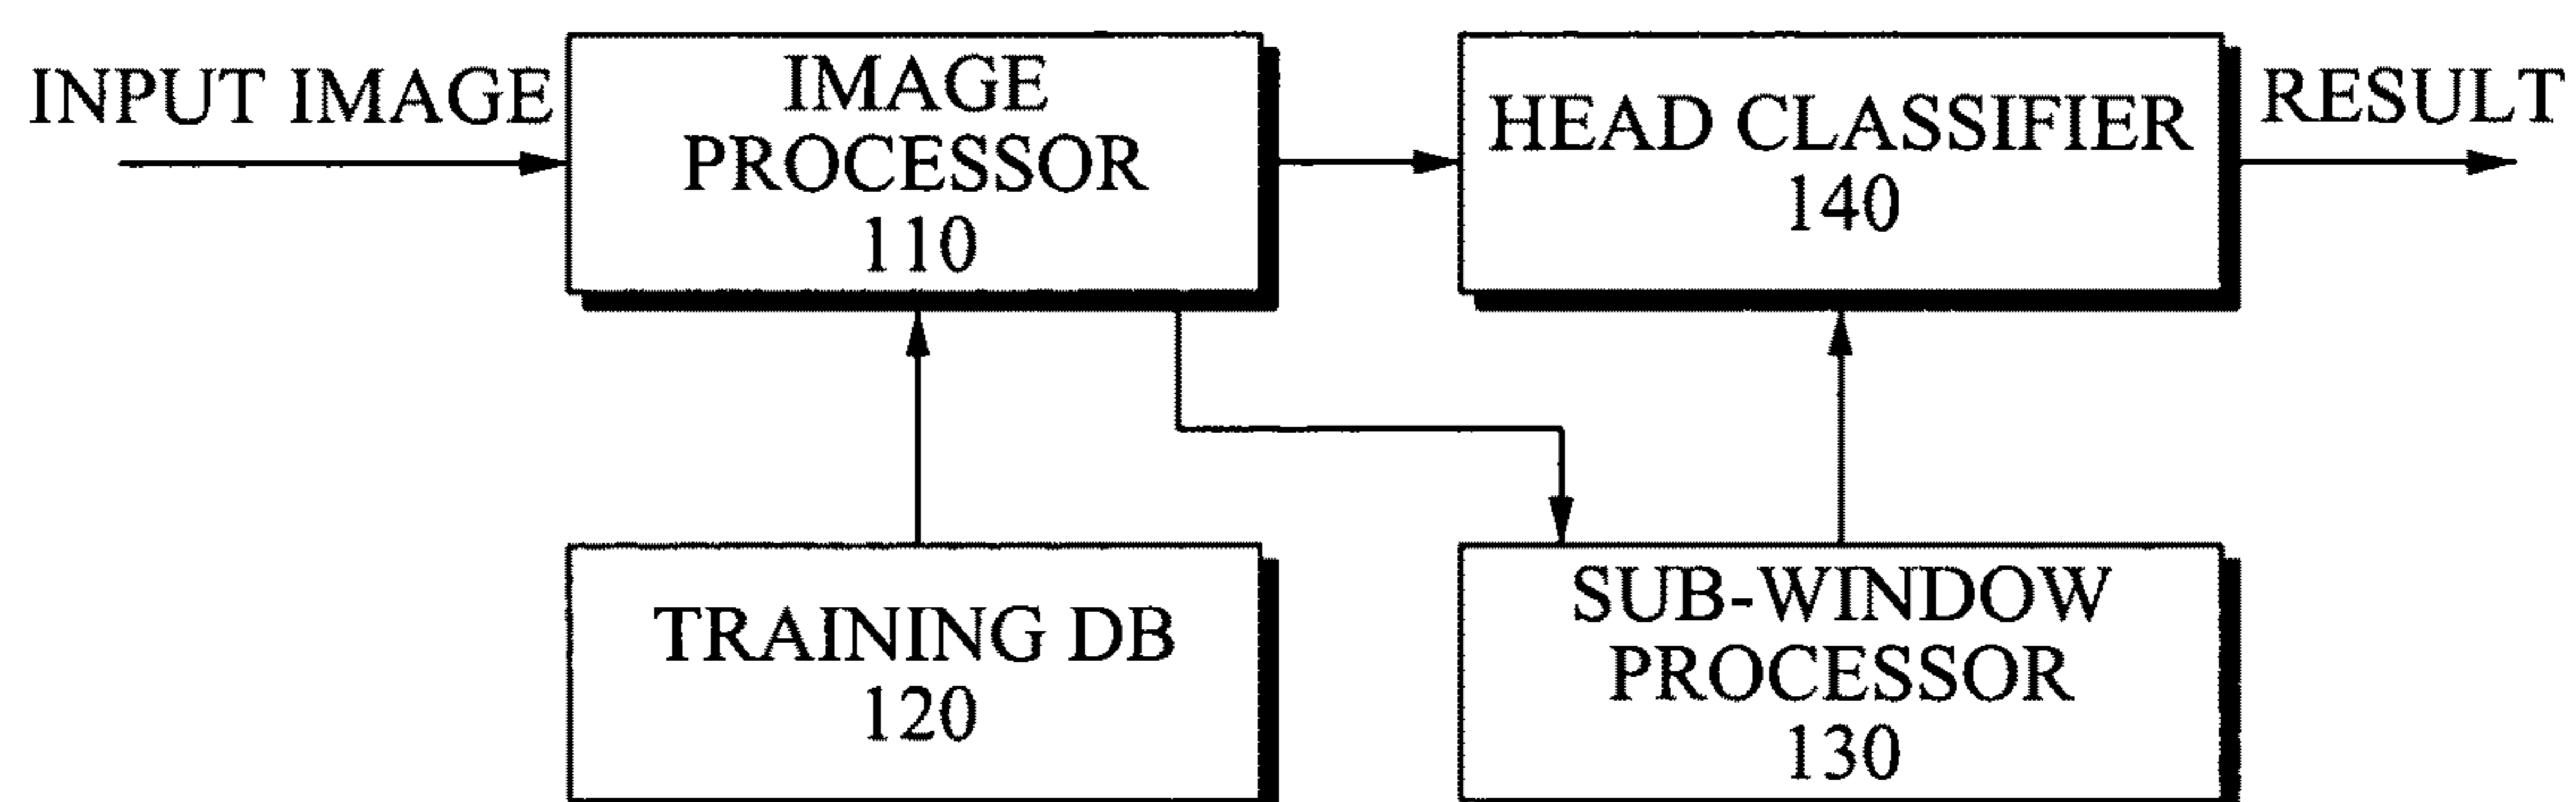 INPUT IMAGE
IMAGE
PROCESSOR
110
HEAD CLASSIFIER
140
RESULT
TRAINING DB
120
SUB-WINDOW
PROCESSOR
130